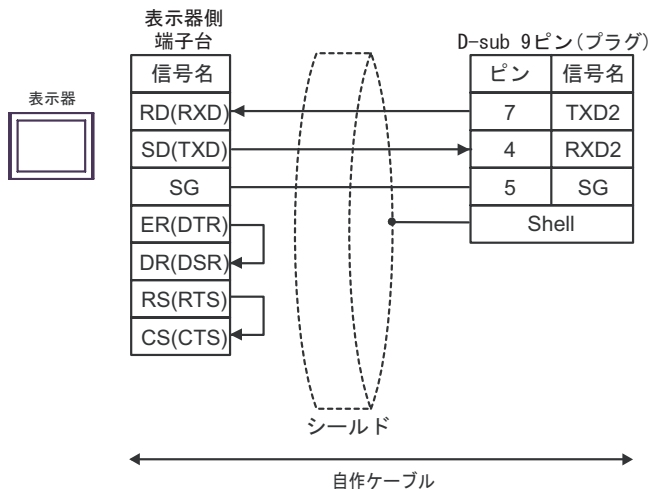 表示器側
端子台
D-sub 9ピン(プラグ)
信号名
ピン 信号名
表示器
RD(RXD)
7 TXD2
SD(TXD)
4 RXD2
SG
5 SG
ER(DTR)
Shell
DR(DSR)
RS(RTS)
CS(CTS)
シールド
自作ケーブル